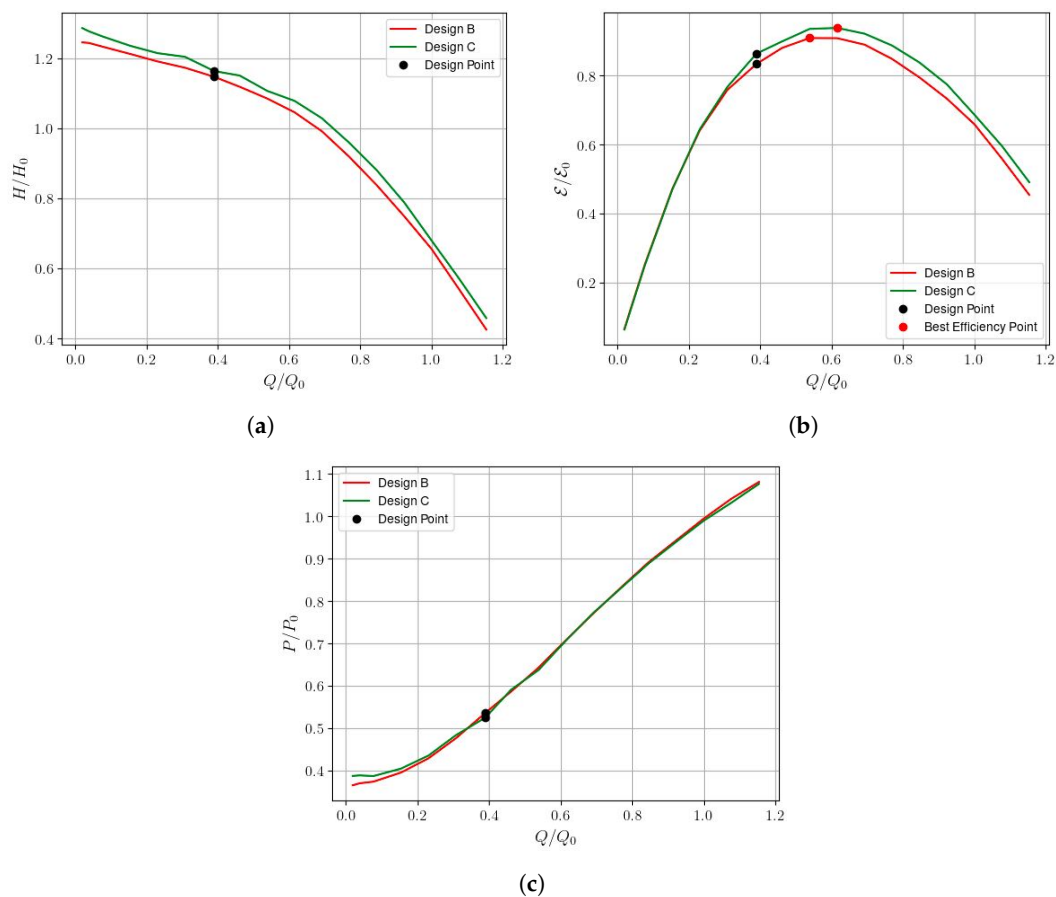 Design B
Design C
Design Point
H/H₀
1.2
1.0
0.8
0.6
0.4
0.0 0.2 0.4 0.6 0.8 1.0 1.2
Q/Q₀
(a)
ℰ/ℰ₀
0.8
0.6
0.4
0.2
Design B
Design C
Design Point
Best Efficiency Point
0.0 0.2 0.4 0.6 0.8 1.0 1.2
Q/Q₀
(b)
Design B
Design C
Design Point
P/P₀
1.1
1.0
0.9
0.8
0.7
0.6
0.5
0.4
0.0 0.2 0.4 0.6 0.8 1.0 1.2
Q/Q₀
(c)